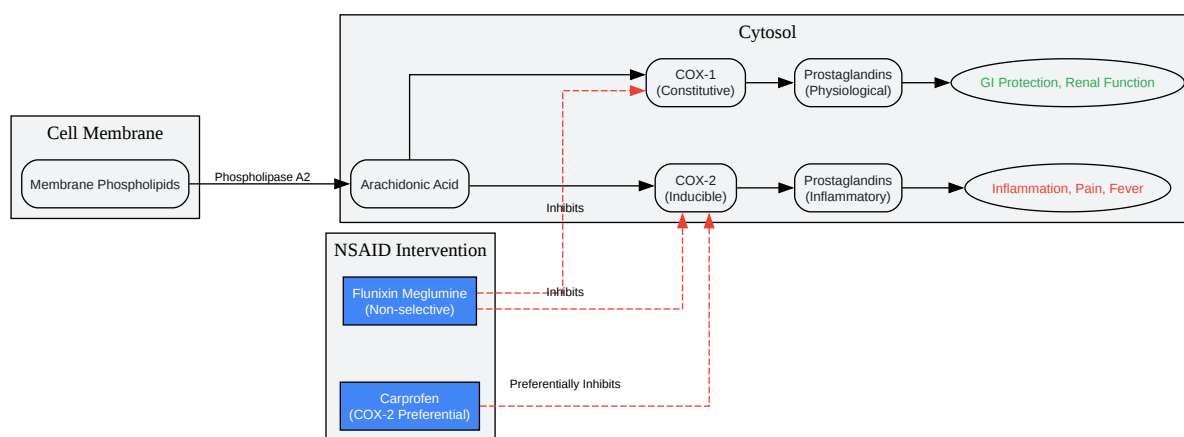 Cytosol
COX-1
(Constitutive)
Prostaglandins
(Physiological)
GI Protection, Renal Function
Cell Membrane
Membrane Phospholipids
Phospholipase A2
Arachidonic Acid
COX-2
(Inducible)
Prostaglandins
(Inflammatory)
Inflammation, Pain, Fever
Inhibits
NSAID Intervention
Flunixin Meglumine
(Non-selective)
Inhibits
Preferentially Inhibits
Carprofen
(COX-2 Preferential)